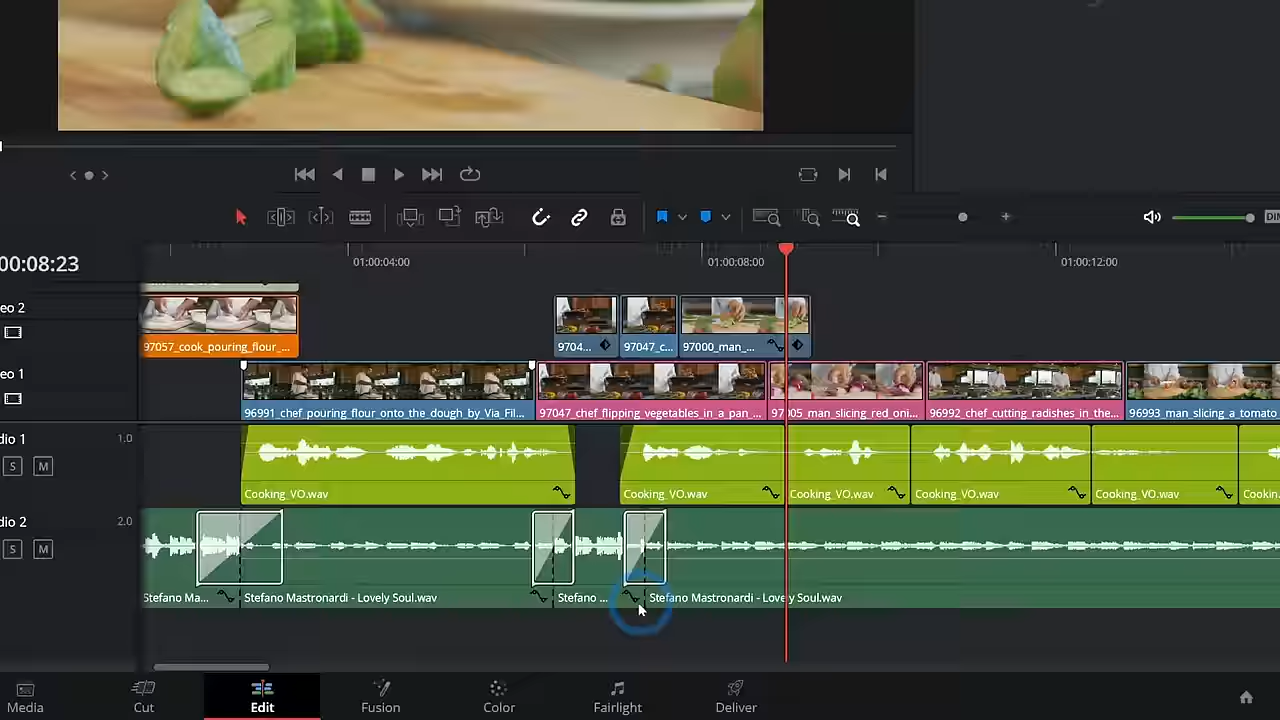 00:08:23
01:00:04:00
01:00:08:00
01:00:12:00
DI
eo 2
97057_cook_pouring_flour_...
9704...
97047_c...
97000_man_...
eo 1
96991_chef_pouring_flour_onto_the_dough_by_Via_Fil...
97047_chef_flipping_vegetables_in_a_pan_...
97005_man_slicing_red_oni...
96992_chef_cutting_radishes_in_the...
96993_man_slicing_a_tomato
dio 1
1.0
S
M
Cooking_VO.wav
Cooking_VO.wav
Cooking_VO.wav
Cooking_VO.wav
Cooking_VO.wav
Cookin
dio 2
2.0
S
M
Stefano Ma...
Stefano Mastronardi - Lovely Soul.wav
Stefano ...
Stefano Mastronardi - Lovely Soul.wav
Media
Cut
Edit
Fusion
Color
Fairlight
Deliver